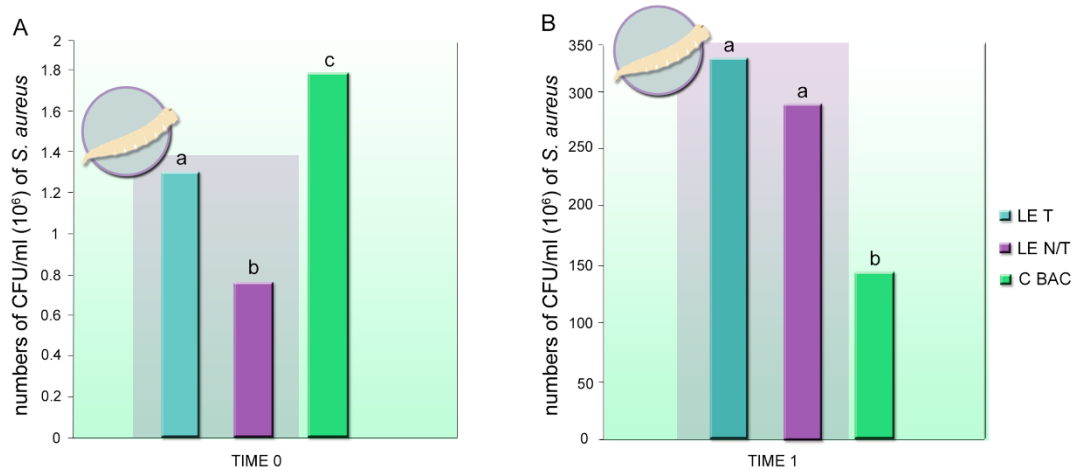 A
numbers of CFU/ml (10⁶) of S. aureus
2
1.8
1.6
1.4
1.2
1
0.8
0.6
0.4
0.2
0
a
b
c
TIME 0
B
numbers of CFU/ml (10⁶) of S. aureus
350
300
250
200
150
100
50
0
a
a
b
TIME 1
LE T
LE N/T
C BAC